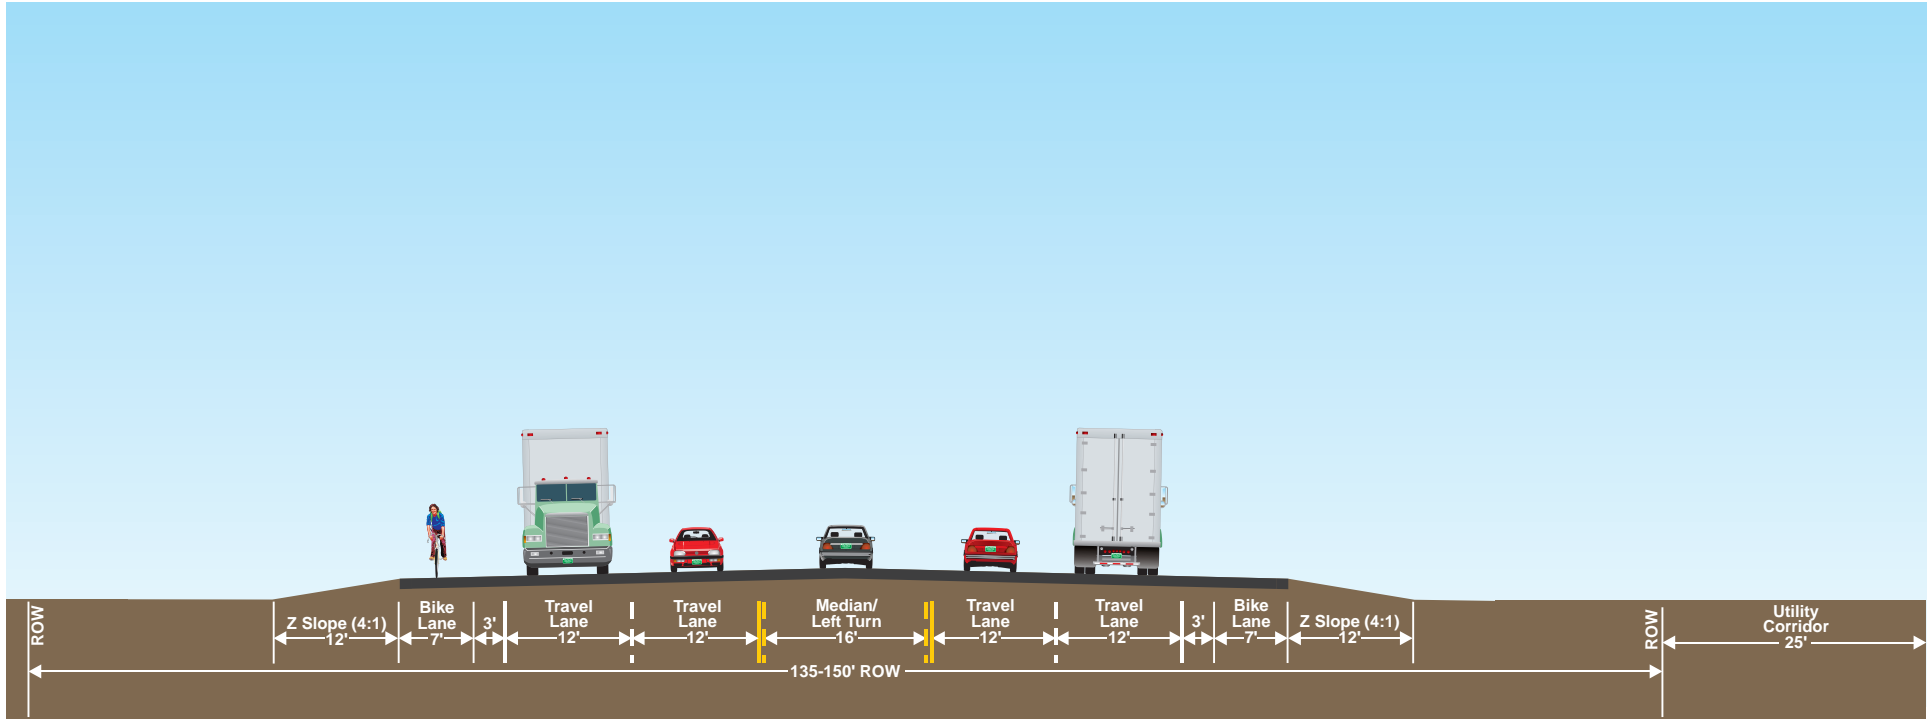 ROW
Z Slope (4:1)
12'
Bike
Lane
7'
3'
Travel
Lane
12'
Travel
Lane
12'
Median/
Left Turn
16'
Travel
Lane
12'
Travel
Lane
12'
3'
Bike
Lane
7'
Z Slope (4:1)
12'
ROW
Utility
Corridor
25'
135-150' ROW